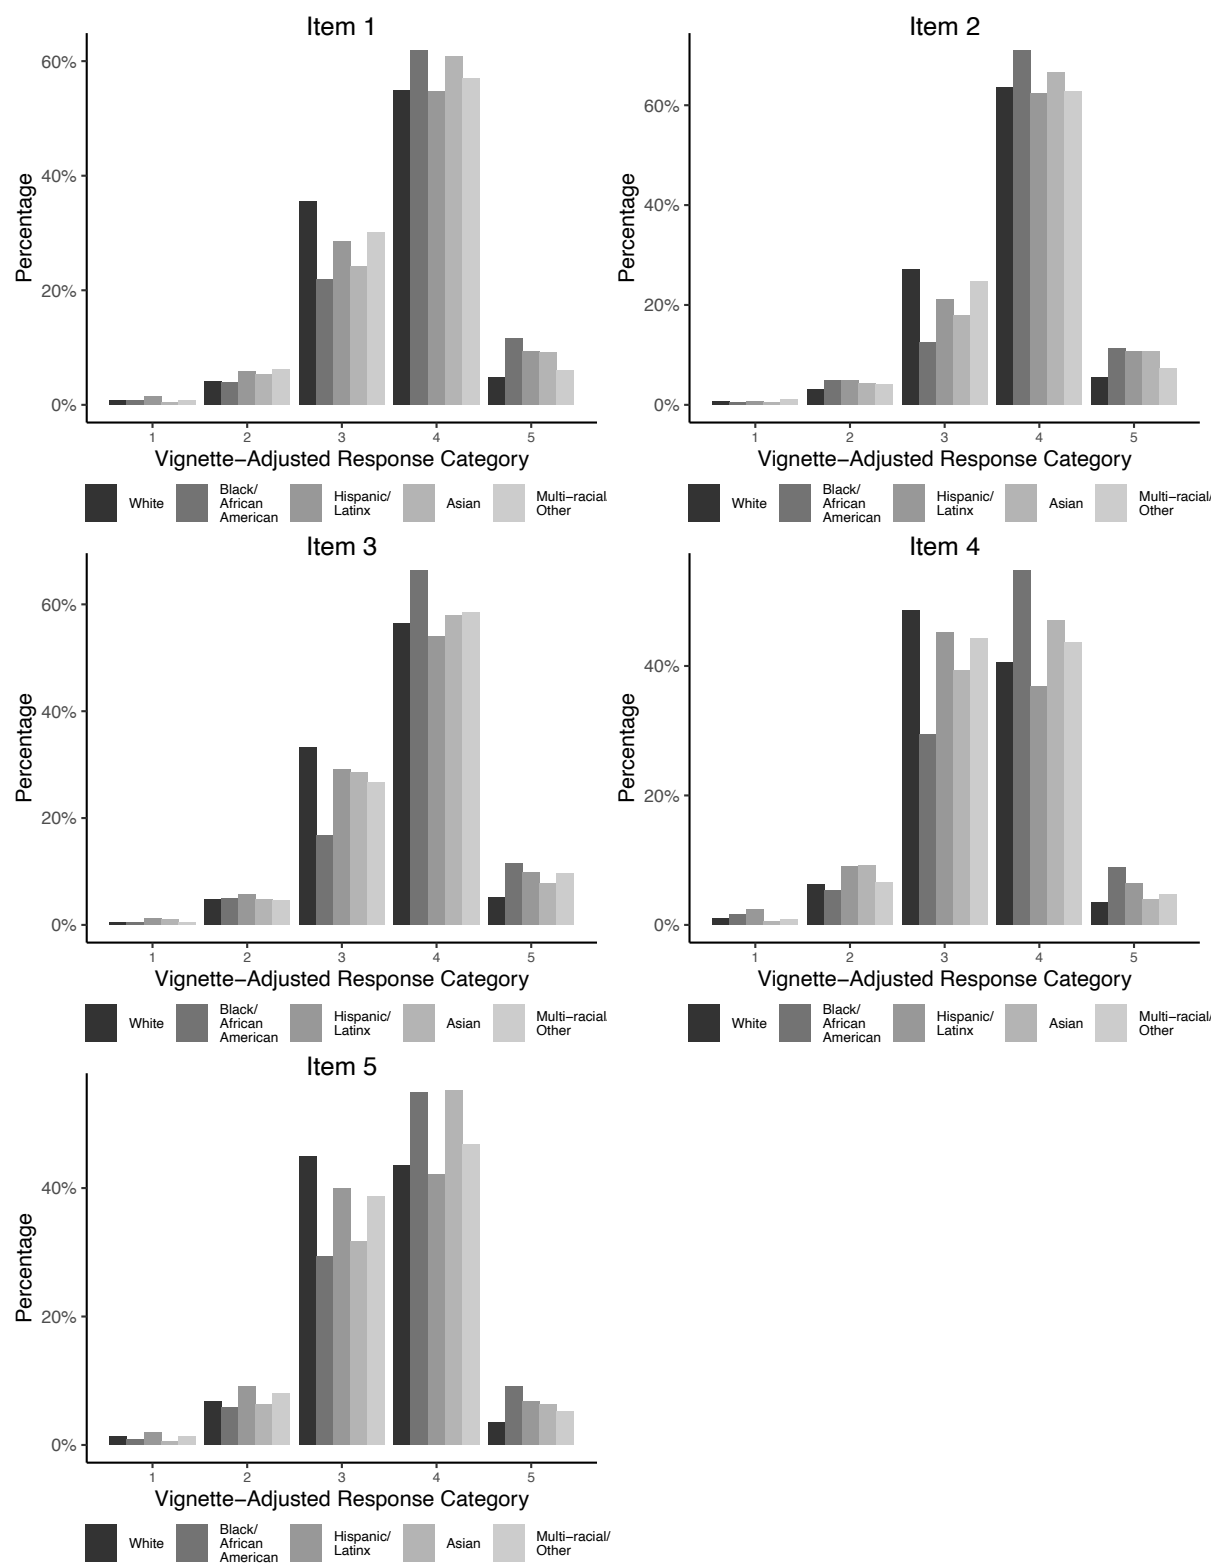 Item 1
60%
40%
20%
0%
Percentage
1 2 3 4 5
Vignette−Adjusted Response Category
White
Black/
African
American
Hispanic/
Latinx
Asian
Multi−racial/
Other
Item 2
60%
40%
20%
0%
Percentage
1 2 3 4 5
Vignette−Adjusted Response Category
White
Black/
African
American
Hispanic/
Latinx
Asian
Multi−racial/
Other
Item 3
60%
40%
20%
0%
Percentage
1 2 3 4 5
Vignette−Adjusted Response Category
White
Black/
African
American
Hispanic/
Latinx
Asian
Multi−racial/
Other
Item 4
40%
20%
0%
Percentage
1 2 3 4 5
Vignette−Adjusted Response Category
White
Black/
African
American
Hispanic/
Latinx
Asian
Multi−racial/
Other
Item 5
40%
20%
0%
Percentage
1 2 3 4 5
Vignette−Adjusted Response Category
White
Black/
African
American
Hispanic/
Latinx
Asian
Multi−racial/
Other